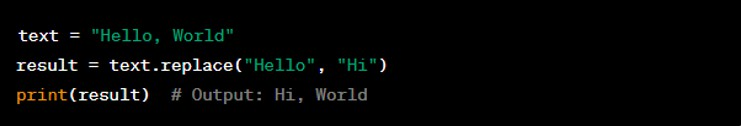 text = "Hello, World"
result = text.replace("Hello", "Hi")
print(result)  # Output: Hi, World